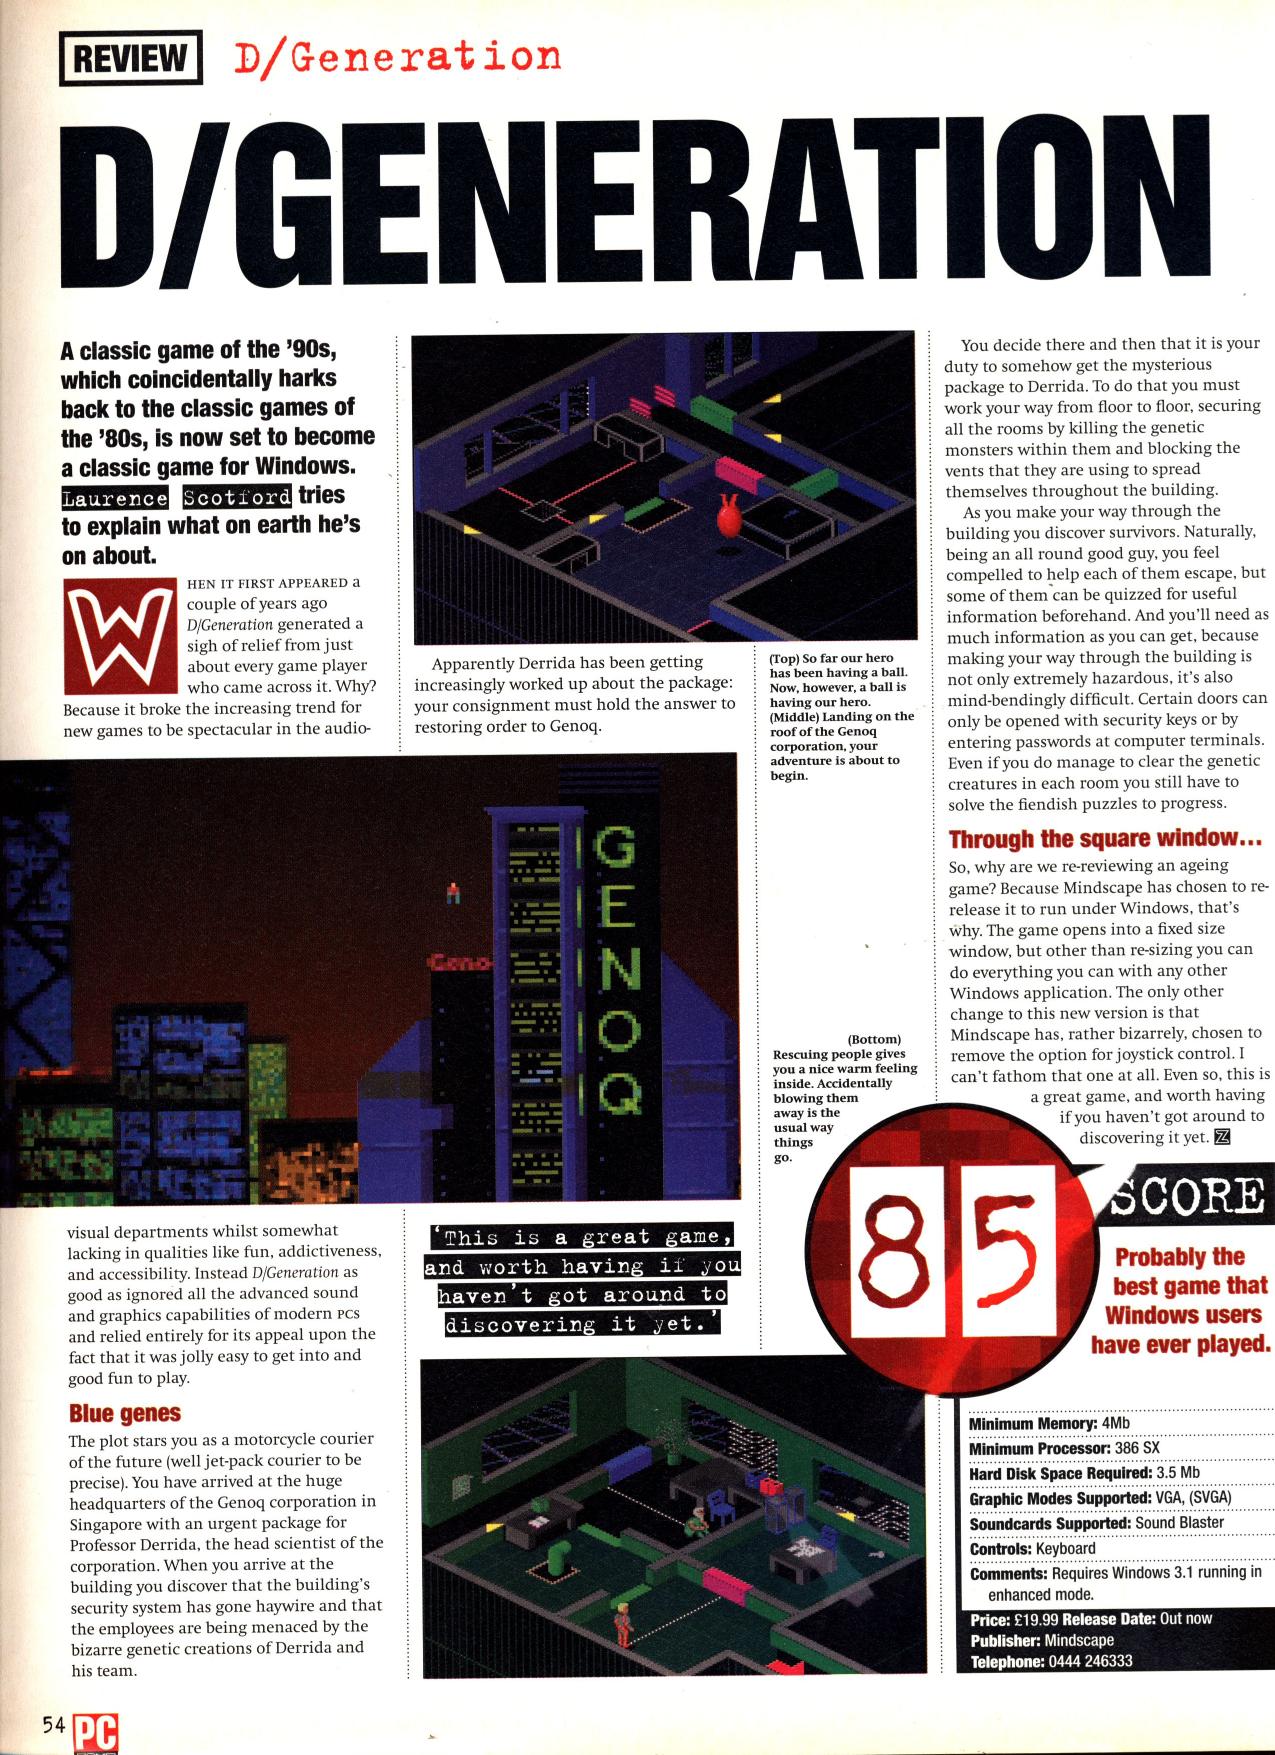 REVIEW D/Generation
D/GENERATION
A classic game of the ’90s,
which coincidentally harks
back to the classic games of
the ’80s, is now set to become
a classic game for Windows.
Laurence Scotford tries
to explain what on earth he’s
on about.
W
HEN IT FIRST APPEARED a
couple of years ago
D/Generation generated a
sigh of relief from just
about every game player
who came across it. Why?
Because it broke the increasing trend for
new games to be spectacular in the audio-
visual departments whilst somewhat
lacking in qualities like fun, addictiveness,
and accessibility. Instead D/Generation as
good as ignored all the advanced sound
and graphics capabilities of modern PCs
and relied entirely for its appeal upon the
fact that it was jolly easy to get into and
good fun to play.
Blue genes
The plot stars you as a motorcycle courier
of the future (well jet-pack courier to be
precise). You have arrived at the huge
headquarters of the Genoq corporation in
Singapore with an urgent package for
Professor Derrida, the head scientist of the
corporation. When you arrive at the
building you discover that the building’s
security system has gone haywire and that
the employees are being menaced by the
bizarre genetic creations of Derrida and
his team.
Apparently Derrida has been getting
increasingly worked up about the package:
your consignment must hold the answer to
restoring order to Genoq.
(Top) So far our hero
has been having a ball.
Now, however, a ball is
having our hero.
(Middle) Landing on the
roof of the Genoq
corporation, your
adventure is about to
begin.
GENOQ
Geno
(Bottom)
Rescuing people gives
you a nice warm feeling
inside. Accidentally
blowing them
away is the
usual way
things
go.
‘This is a great game,
and worth having if you
haven’t got around to
discovering it yet.’
You decide there and then that it is your
duty to somehow get the mysterious
package to Derrida. To do that you must
work your way from floor to floor, securing
all the rooms by killing the genetic
monsters within them and blocking the
vents that they are using to spread
themselves throughout the building.
As you make your way through the
building you discover survivors. Naturally,
being an all round good guy, you feel
compelled to help each of them escape, but
some of them can be quizzed for useful
information beforehand. And you’ll need as
much information as you can get, because
making your way through the building is
not only extremely hazardous, it’s also
mind-bendingly difficult. Certain doors can
only be opened with security keys or by
entering passwords at computer terminals.
Even if you do manage to clear the genetic
creatures in each room you still have to
solve the fiendish puzzles to progress.
Through the square window...
So, why are we re-reviewing an ageing
game? Because Mindscape has chosen to re-
release it to run under Windows, that’s
why. The game opens into a fixed size
window, but other than re-sizing you can
do everything you can with any other
Windows application. The only other
change to this new version is that
Mindscape has, rather bizarrely, chosen to
remove the option for joystick control. I
can’t fathom that one at all. Even so, this is
a great game, and worth having
if you haven’t got around to
discovering it yet. Z
85
SCORE
Probably the
best game that
Windows users
have ever played.
Minimum Memory: 4Mb
Minimum Processor: 386 SX
Hard Disk Space Required: 3.5 Mb
Graphic Modes Supported: VGA, (SVGA)
Soundcards Supported: Sound Blaster
Controls: Keyboard
Comments: Requires Windows 3.1 running in
enhanced mode.
Price: £19.99 Release Date: Out now
Publisher: Mindscape
Telephone: 0444 246333
54 PC